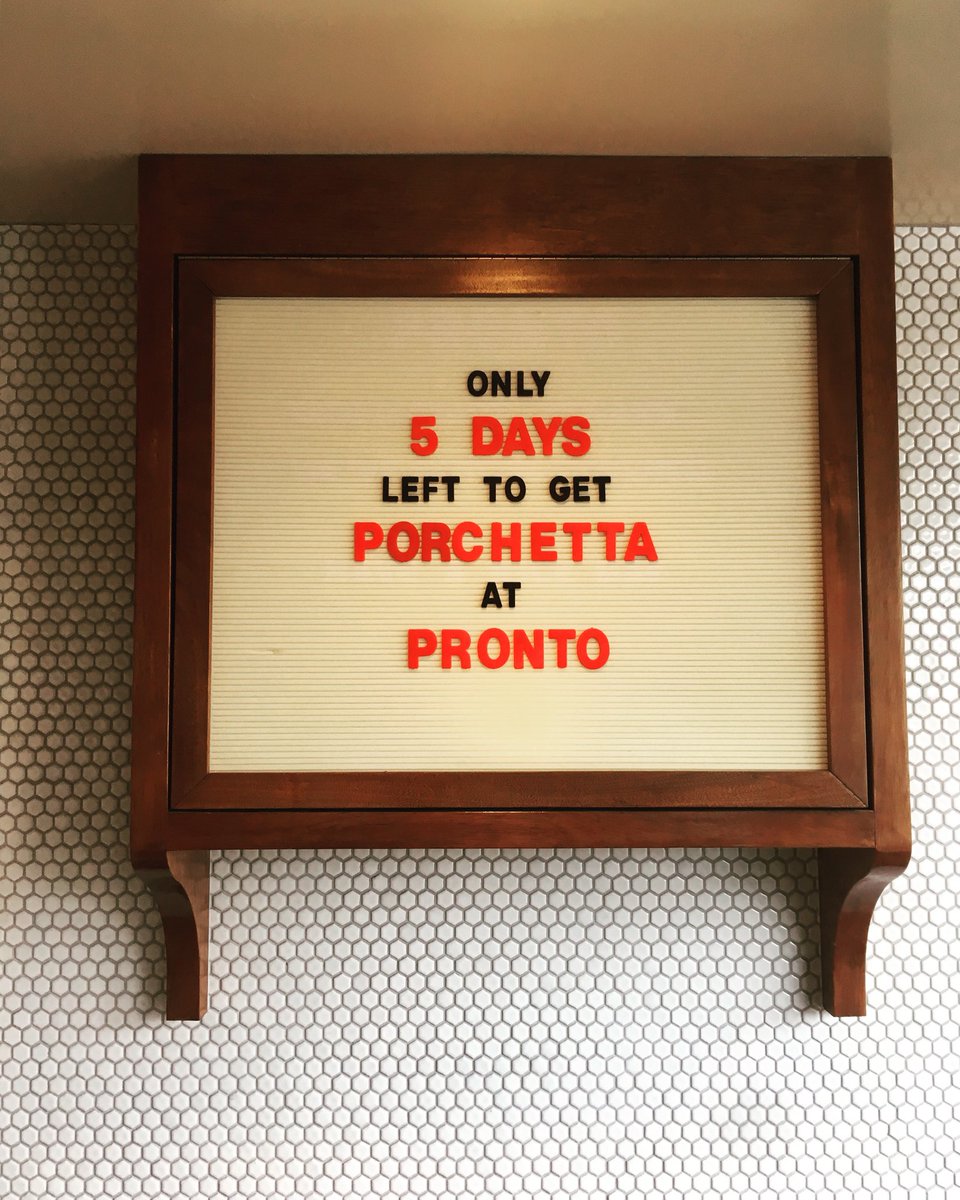 ONLY
5 DAYS
LEFT TO GET
PORCHETTA
AT
PRONTO